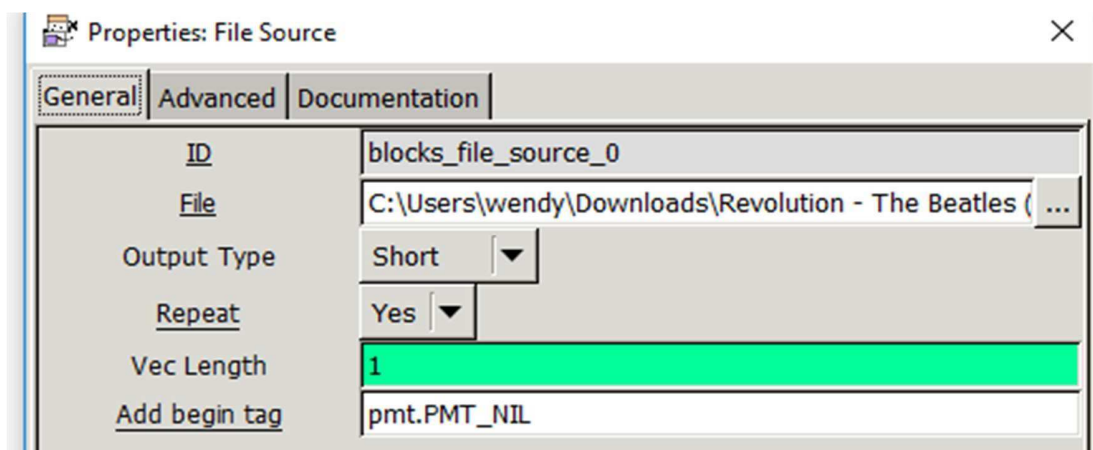 Properties: File Source
General Advanced Documentation
ID blocks_file_source_0
File C:\Users\wendy\Downloads\Revolution - The Beatles ( ...
Output Type Short
Repeat Yes
Vec Length 1
Add begin tag pmt.PMT_NIL